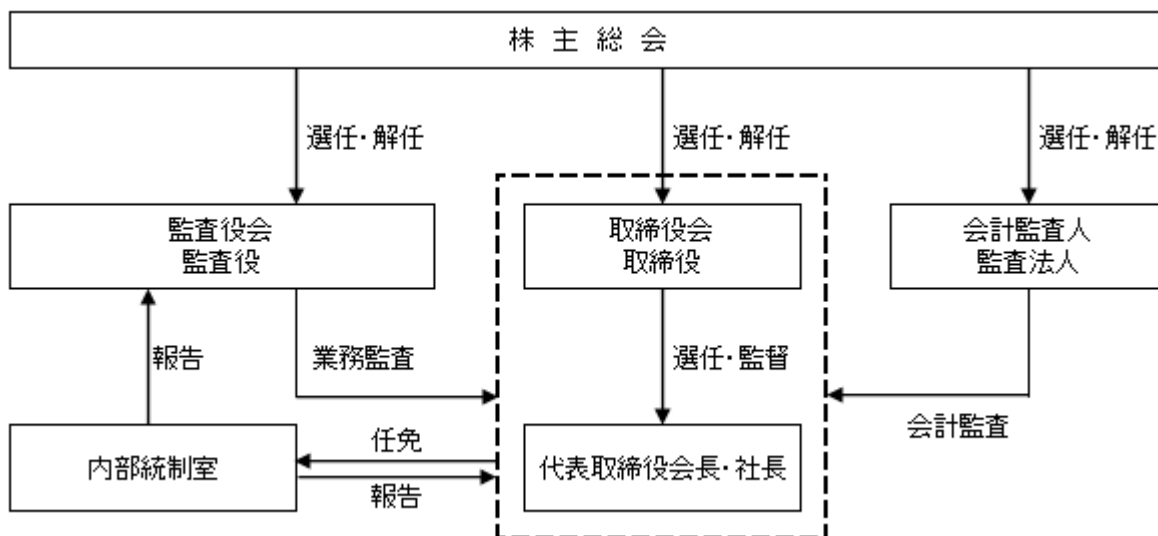 株 主 総 会
選任・解任
選任・解任
選任・解任
監査役会
監査役
取締役会
取締役
会計監査人
監査法人
報告
業務監査
選任・監督
会計監査
内部統制室
任免
報告
代表取締役会長・社長